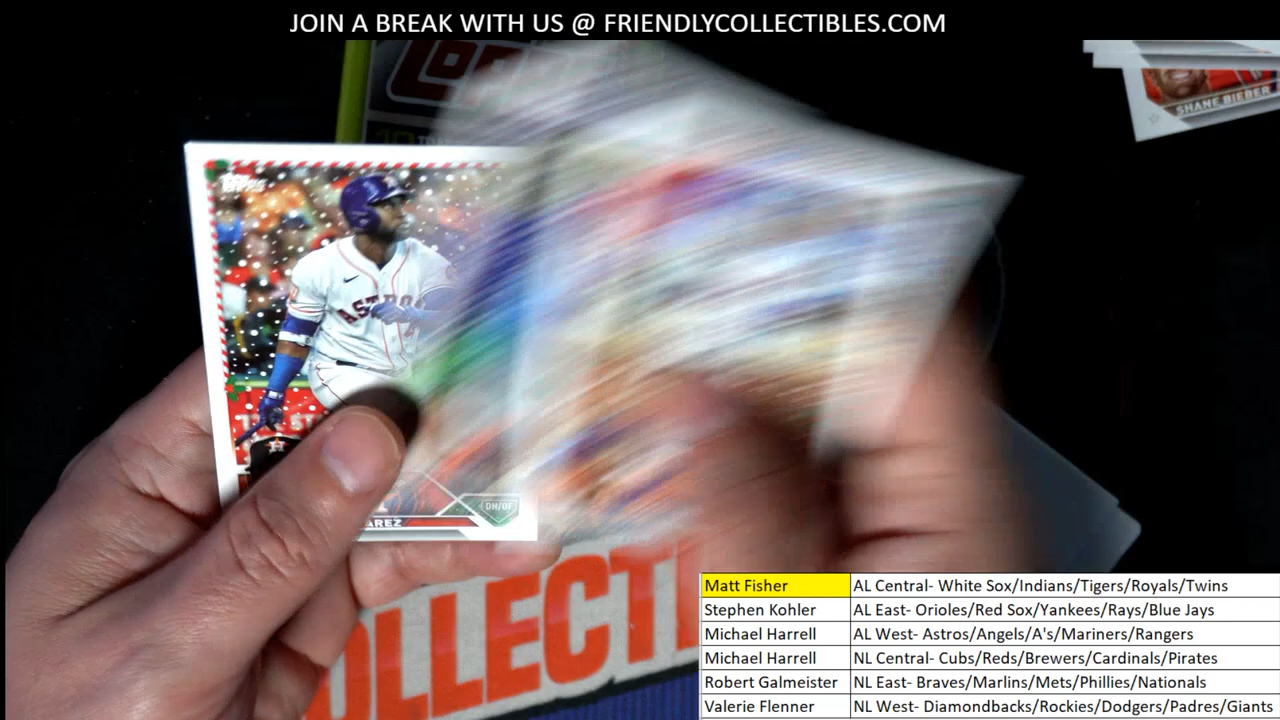 JOIN A BREAK WITH US @ FRIENDLYCOLLECTIBLES.COM
SHANE BIEBER
ASTROS
DH/OF
AREZ
OLLECTI
Matt Fisher AL Central- White Sox/Indians/Tigers/Royals/Twins
Stephen Kohler AL East- Orioles/Red Sox/Yankees/Rays/Blue Jays
Michael Harrell AL West- Astros/Angels/A's/Mariners/Rangers
Michael Harrell NL Central- Cubs/Reds/Brewers/Cardinals/Pirates
Robert Galmeister NL East- Braves/Marlins/Mets/Phillies/Nationals
Valerie Flenner NL West- Diamondbacks/Rockies/Dodgers/Padres/Giants